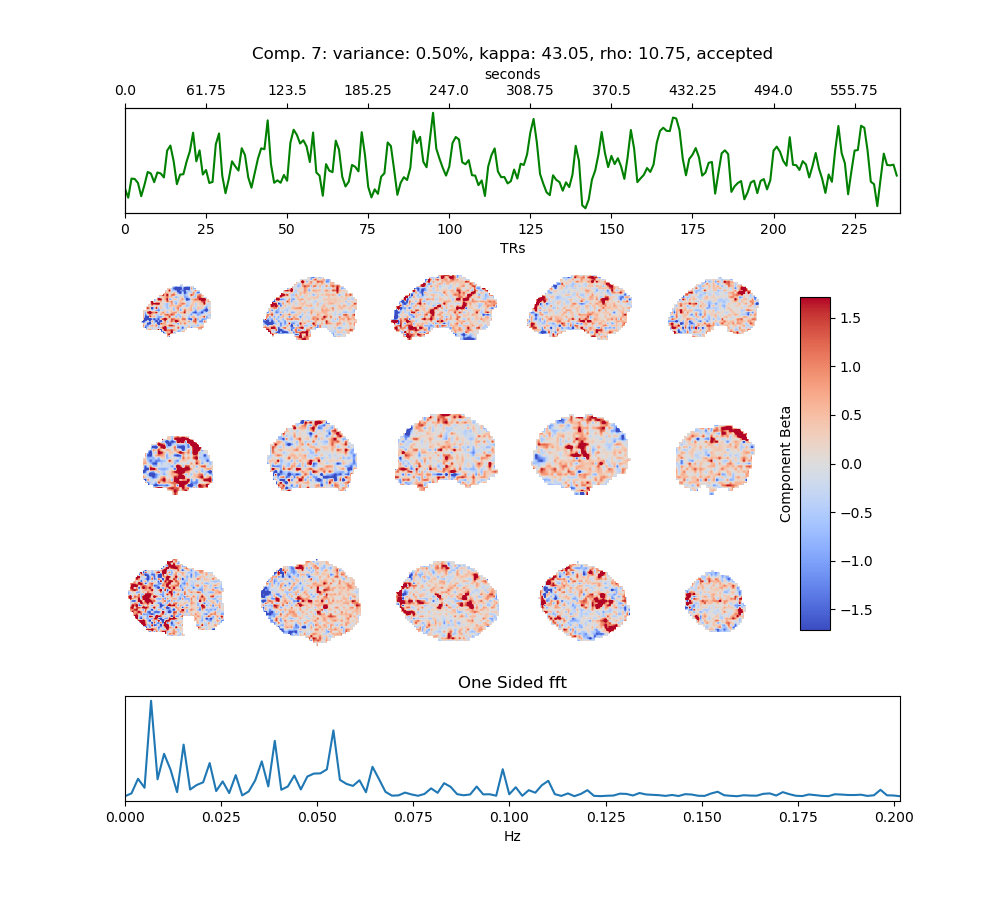 Comp. 7: variance: 0.50%, kappa: 43.05, rho: 10.75, accepted
seconds
0.0 61.75 123.5 185.25 247.0 308.75 370.5 432.25 494.0 555.75
0 25 50 75 100 125 150 175 200 225
TRs
1.5
1.0
0.5
0.0
−0.5
−1.0
−1.5
Component Beta
One Sided fft
0.000 0.025 0.050 0.075 0.100 0.125 0.150 0.175 0.200
Hz